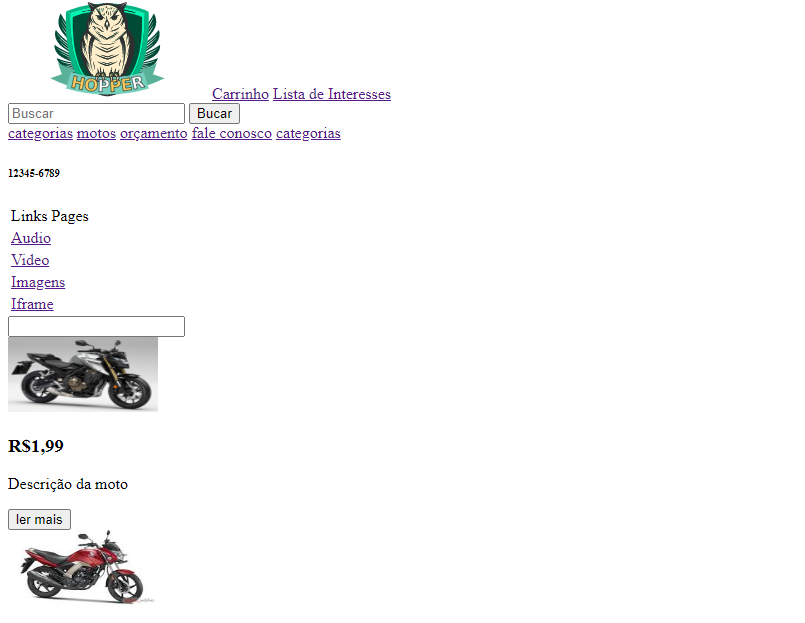 HOPPER
Carrinho Lista de Interesses
Buscar Bucar
categorias motos orçamento fale conosco categorias
12345-6789
Links Pages
Audio
Video
Imagens
Iframe
R$1,99
Descrição da moto
ler mais